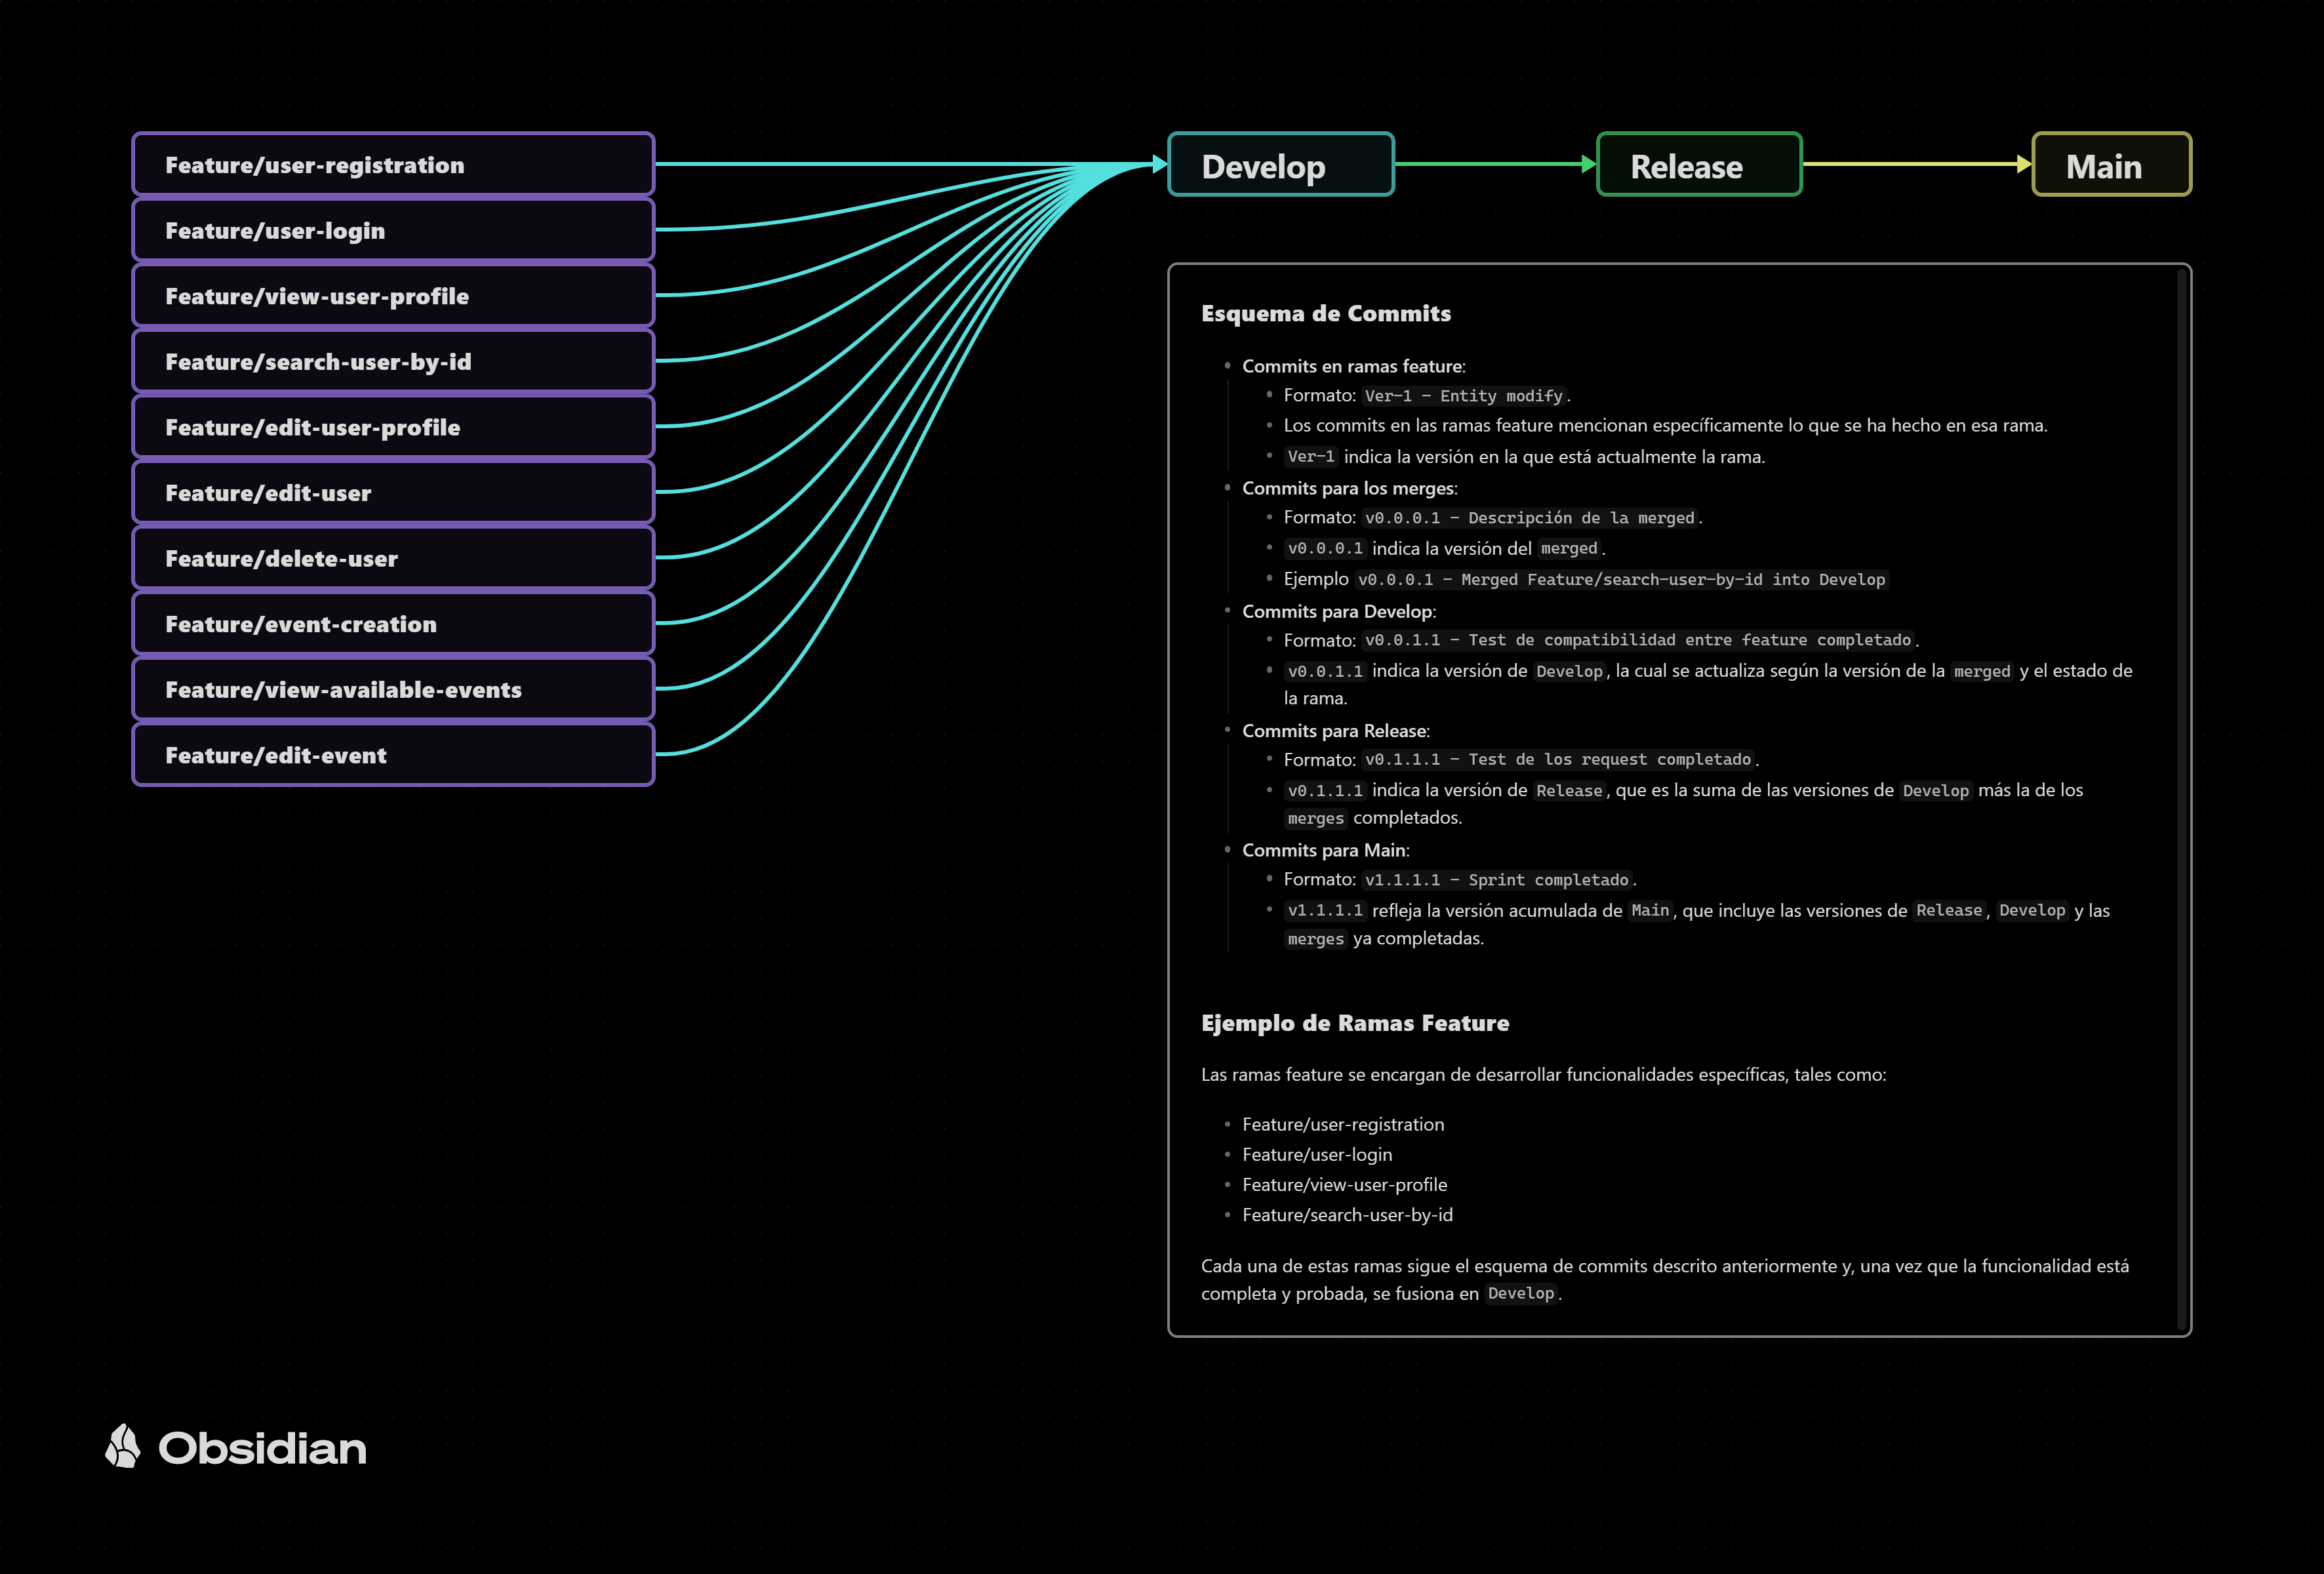 Feature/user-registration
Feature/user-login
Feature/view-user-profile
Feature/search-user-by-id
Feature/edit-user-profile
Feature/edit-user
Feature/delete-user
Feature/event-creation
Feature/view-available-events
Feature/edit-event
Develop
Release
Main
Esquema de Commits
Commits en ramas feature:
Formato: Ver-1 - Entity modify.
Los commits en las ramas feature mencionan específicamente lo que se ha hecho en esa rama.
Ver-1 indica la versión en la que está actualmente la rama.
Commits para los merges:
Formato: v0.0.0.1 - Descripción de la merged.
v0.0.0.1 indica la versión del merged.
Ejemplo v0.0.0.1 - Merged Feature/search-user-by-id into Develop
Commits para Develop:
Formato: v0.0.1.1 - Test de compatibilidad entre feature completado.
v0.0.1.1 indica la versión de Develop, la cual se actualiza según la versión de la merged y el estado de
la rama.
Commits para Release:
Formato: v0.1.1.1 - Test de los request completado.
v0.1.1.1 indica la versión de Release, que es la suma de las versiones de Develop más la de los
merges completados.
Commits para Main:
Formato: v1.1.1.1 - Sprint completado.
v1.1.1.1 refleja la versión acumulada de Main, que incluye las versiones de Release, Develop y las
merges ya completadas.
Ejemplo de Ramas Feature
Las ramas feature se encargan de desarrollar funcionalidades específicas, tales como:
Feature/user-registration
Feature/user-login
Feature/view-user-profile
Feature/search-user-by-id
Cada una de estas ramas sigue el esquema de commits descrito anteriormente y, una vez que la funcionalidad está
completa y probada, se fusiona en Develop.
Obsidian